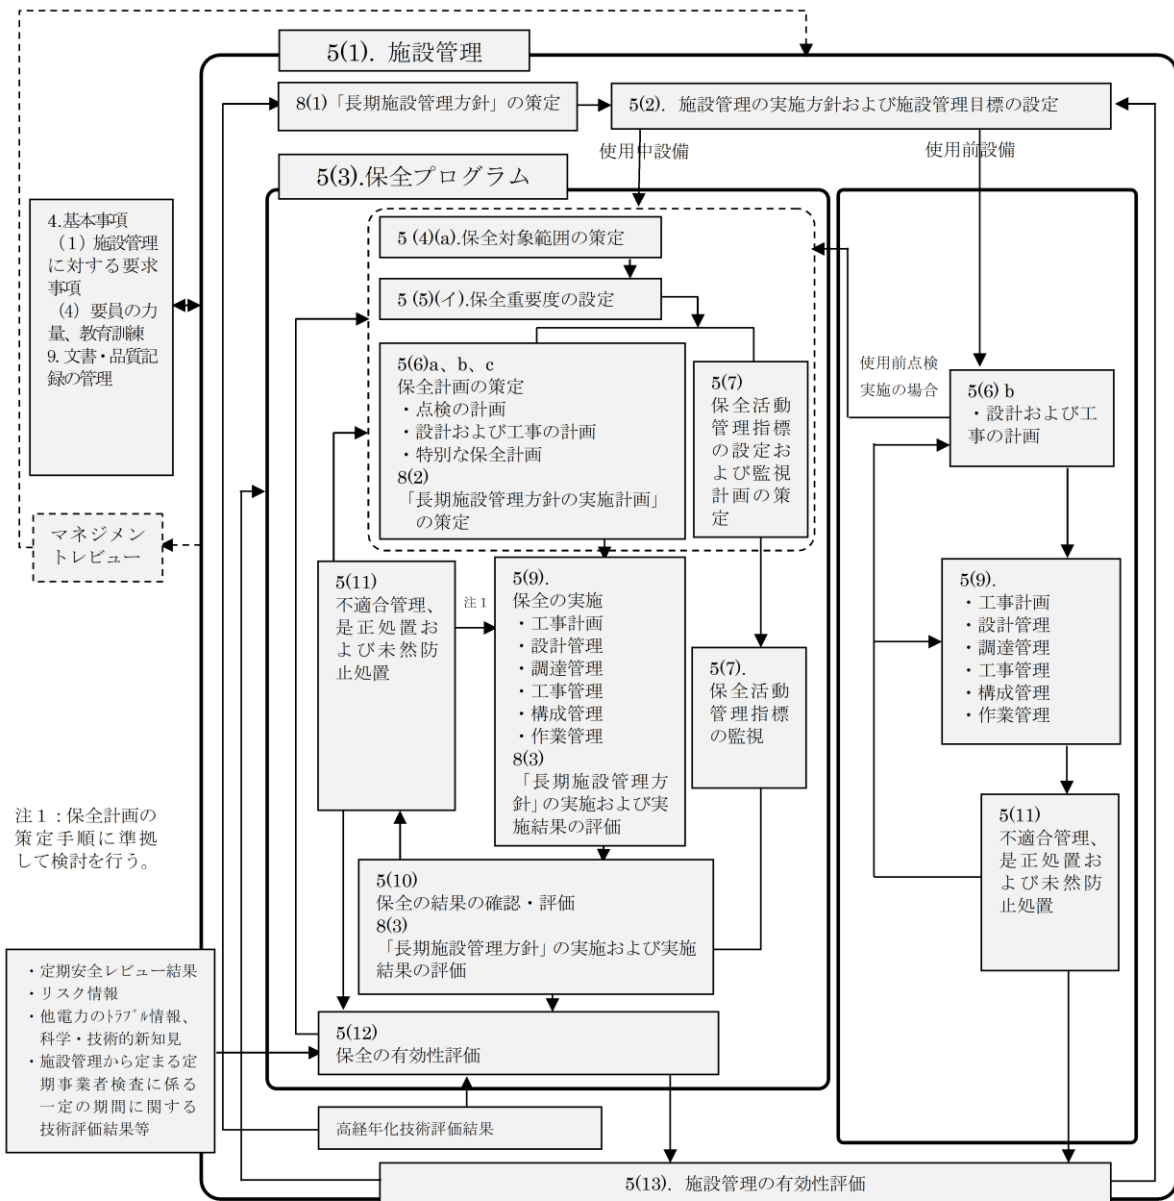 5(1). 施設管理
8(1)「長期施設管理方針」の策定
5(2). 施設管理の実施方針および施設管理目標の設定
使用中設備
使用前設備
5(3).保全プログラム
4.基本事項
(1)施設管理
に対する要求
事項
(4)要員の力
量、教育訓練
9.文書・品質記
録の管理
マネジメン
トレビュー
5 (4)(a).保全対象範囲の策定
5 (5)(イ).保全重要度の設定
5(6)a、b、c
保全計画の策定
・点検の計画
・設計および工事の計画
・特別な保全計画
8(2)
「長期施設管理方針の実施計画」
の策定
5(7)
保全活動
管理指標
の設定お
よび監視
計画の策
定
使用前点検
実施の場合
5(6) b
・設計および工
事の計画
5(11)
不適合管理、
是正処置お
よび未然防
止処置
注1
5(9).
保全の実施
・工事計画
・設計管理
・調達管理
・工事管理
・構成管理
・作業管理
8(3)
「長期施設管理方
針」の実施および実
施結果の評価
5(7).
保全活動
管理指標
の監視
5(9).
・工事計画
・設計管理
・調達管理
・工事管理
・構成管理
・作業管理
5(11)
不適合管理、
是正処置お
よび未然防
止処置
注1:保全計画の
策定手順に準拠
して検討を行う。
5(10)
保全の結果の確認・評価
8(3)
「長期施設管理方針」の実施および実施
結果の評価
・定期安全レビュー結果
・リスク情報
・他電力のﾄﾗﾌﾞﾙ情報、
科学・技術的新知見
・施設管理から定まる定
期事業者検査に係る
一定の期間に関する
技術評価結果等
5(12)
保全の有効性評価
高経年化技術評価結果
5(13). 施設管理の有効性評価